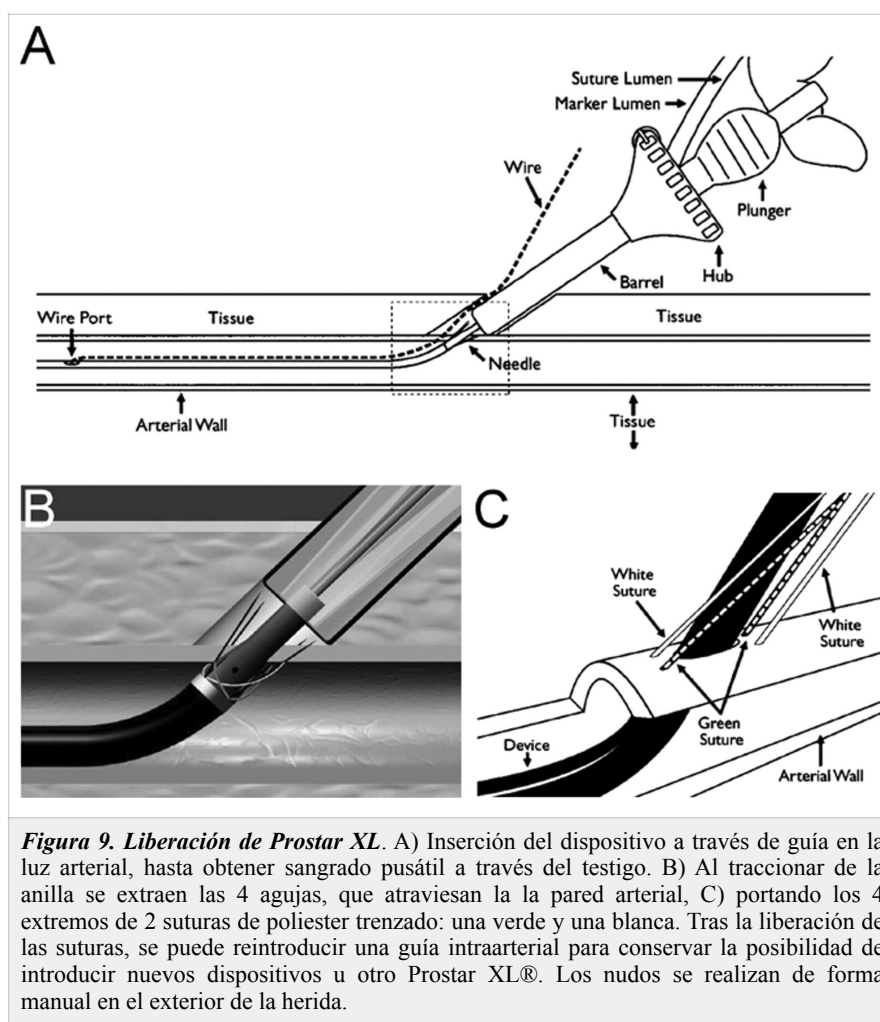 A
Suture Lumen
Marker Lumen
Wire
Plunger
Hub
Barrel
Wire Port
Tissue
Tissue
Needle
Arterial Wall
Tissue
B
C
White
Suture
White
Suture
Green
Suture
Device
Arterial Wall
Figura 9. Liberación de Prostar XL. A) Inserción del dispositivo a través de guía en la
luz arterial, hasta obtener sangrado pusátil a través del testigo. B) Al traccionar de la
anilla se extraen las 4 agujas, que atraviesan la la pared arterial, C) portando los 4
extremos de 2 suturas de poliester trenzado: una verde y una blanca. Tras la liberación de
las suturas, se puede reintroducir una guía intraarterial para conservar la posibilidad de
introducir nuevos dispositivos u otro Prostar XL®. Los nudos se realizan de forma
manual en el exterior de la herida.